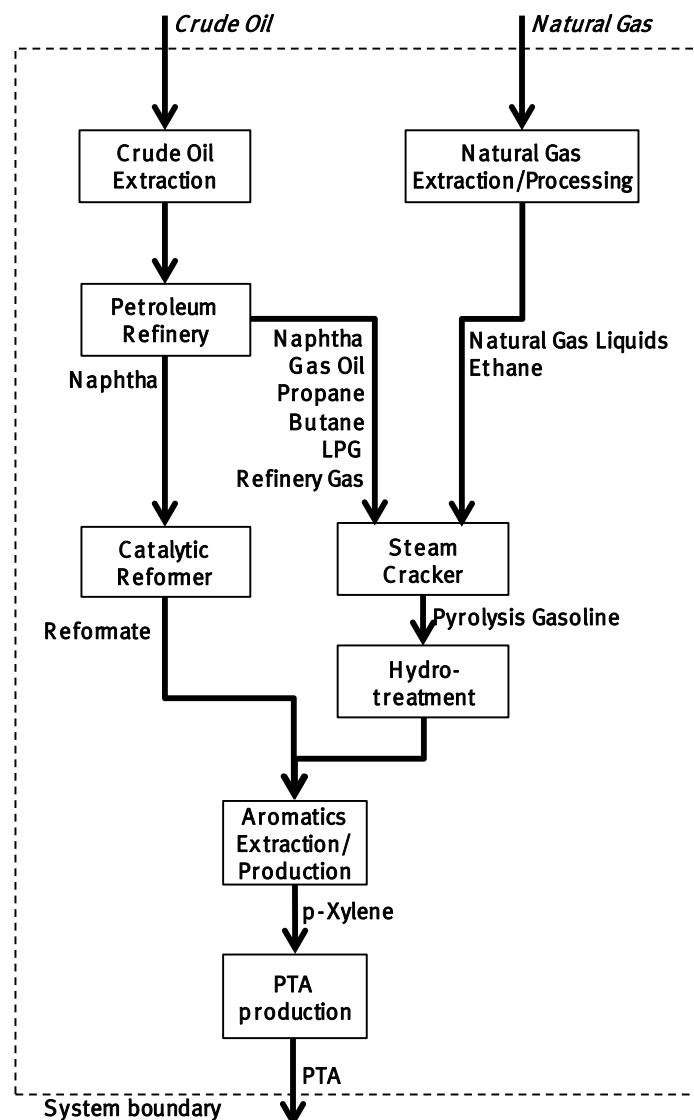 Crude Oil
Natural Gas
Crude Oil
Extraction
Natural Gas
Extraction/Processing
Petroleum
Refinery
Naphtha
Naphtha
Gas Oil
Propane
Butane
LPG
Refinery Gas
Natural Gas Liquids
Ethane
Catalytic
Reformer
Steam
Cracker
Reformate
Pyrolysis Gasoline
Hydro-
treatment
Aromatics
Extraction/
Production
p-Xylene
PTA
production
PTA
System boundary